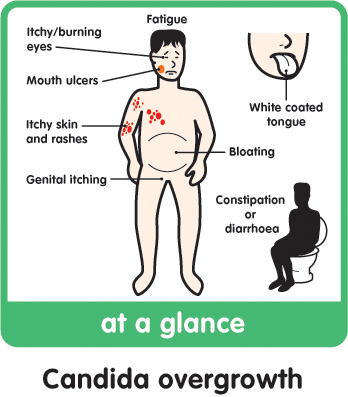 Fatigue
Itchy/burning
eyes
Mouth ulcers
White coated
tongue
Itchy skin
and rashes
Bloating
Genital itching
Constipation
or
diarrhoea
at a glance
Candida overgrowth